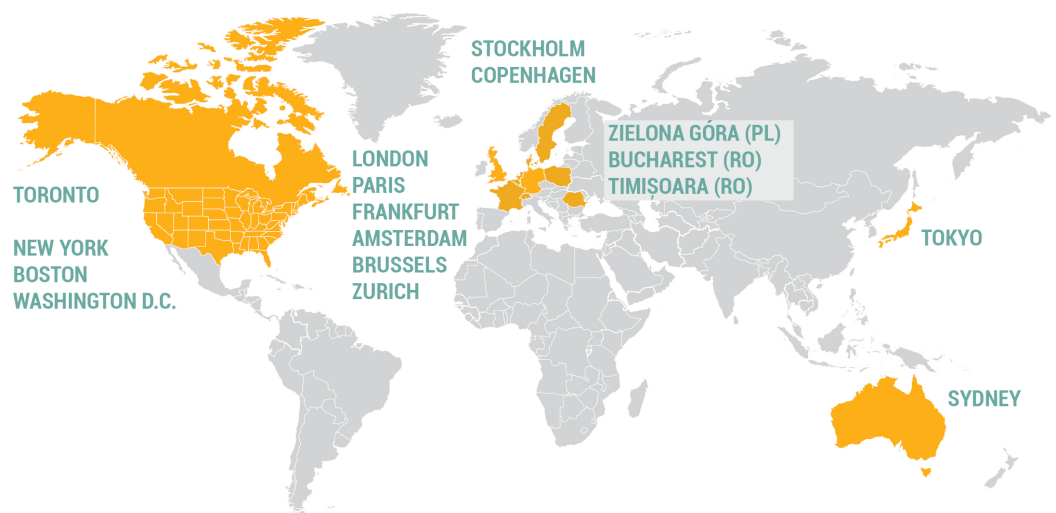 STOCKHOLM
COPENHAGEN
ZIELONA GÓRA (PL)
BUCHAREST (RO)
TIMIȘOARA (RO)
TORONTO
NEW YORK
BOSTON
WASHINGTON D.C.
LONDON
PARIS
FRANKFURT
AMSTERDAM
BRUSSELS
ZURICH
TOKYO
SYDNEY